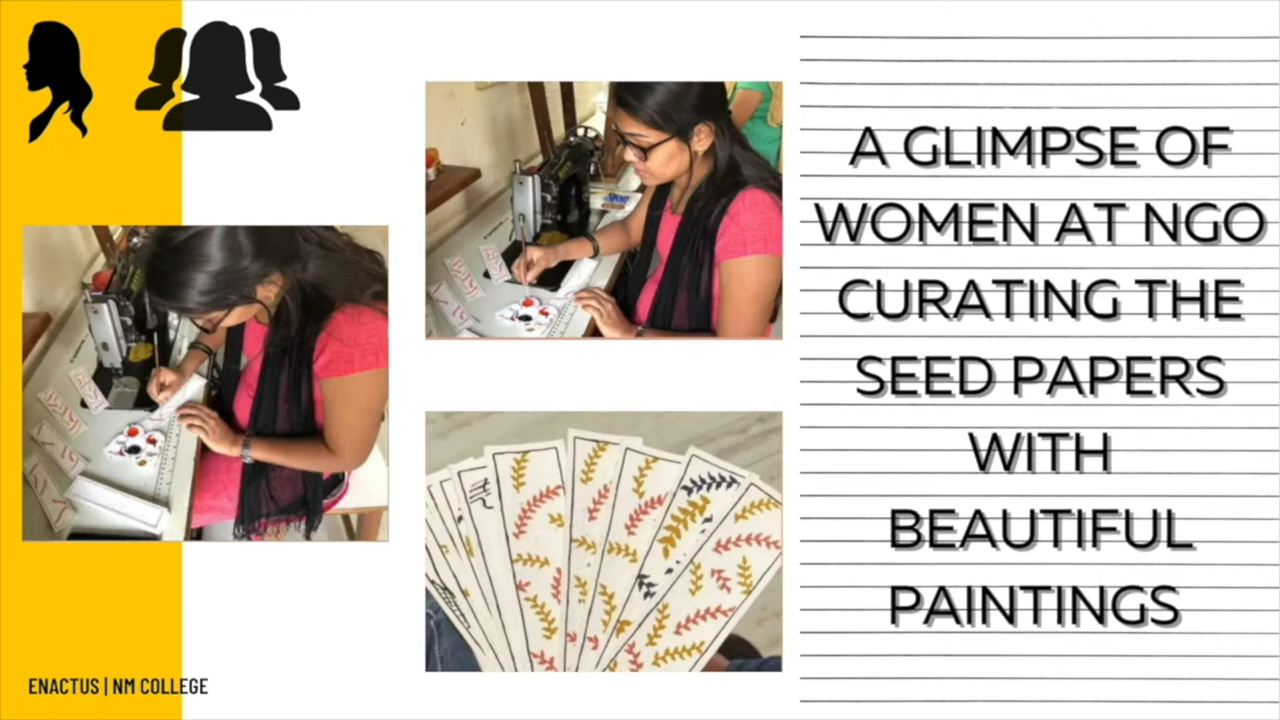 A GLIMPSE OF
WOMEN AT NGO
CURATING THE
SEED PAPERS
WITH
BEAUTIFUL
PAINTINGS
ENACTUS | NM COLLEGE